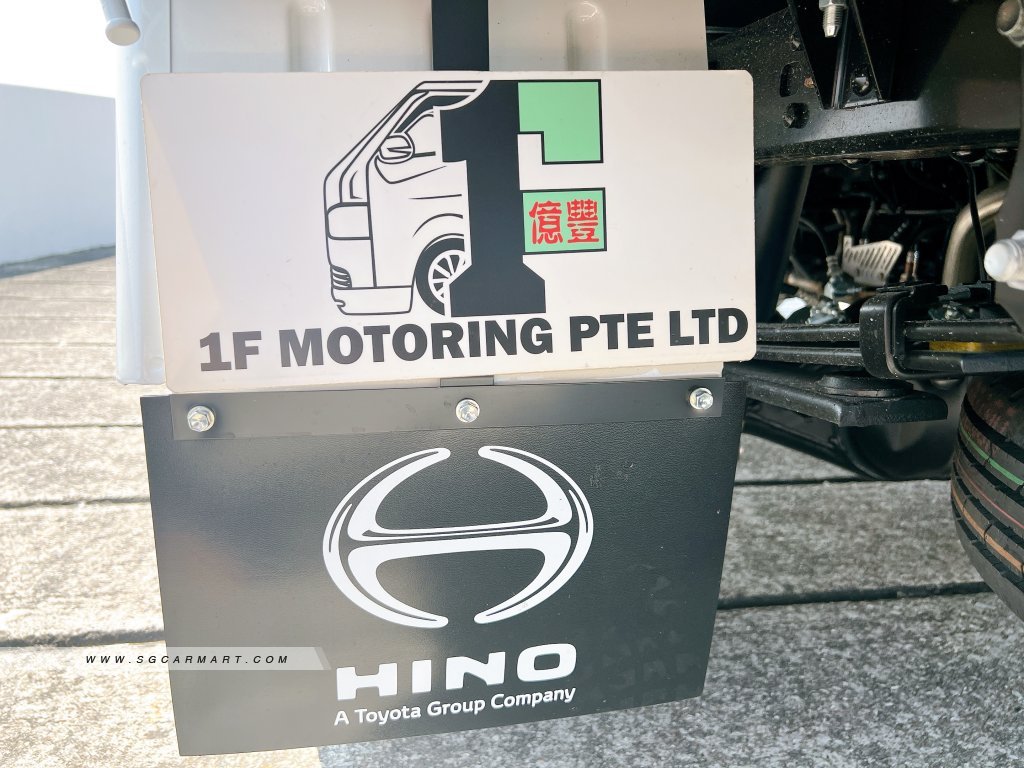 億豐
1F MOTORING PTE LTD
HINO
A Toyota Group Company
WWW.SGCARMART.COM